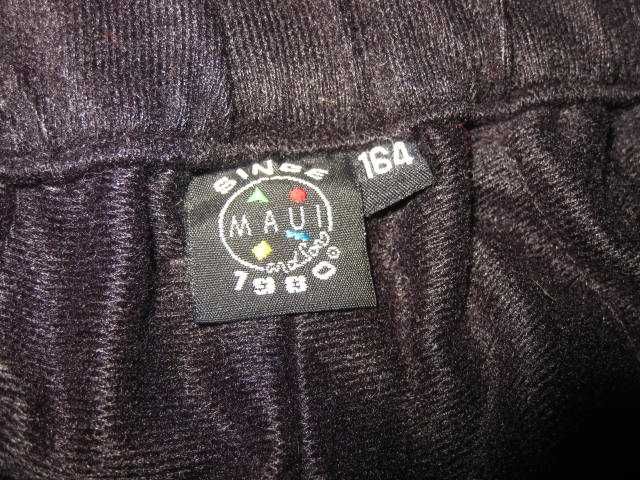 SINCE
MAUI
and Sons
1980
164